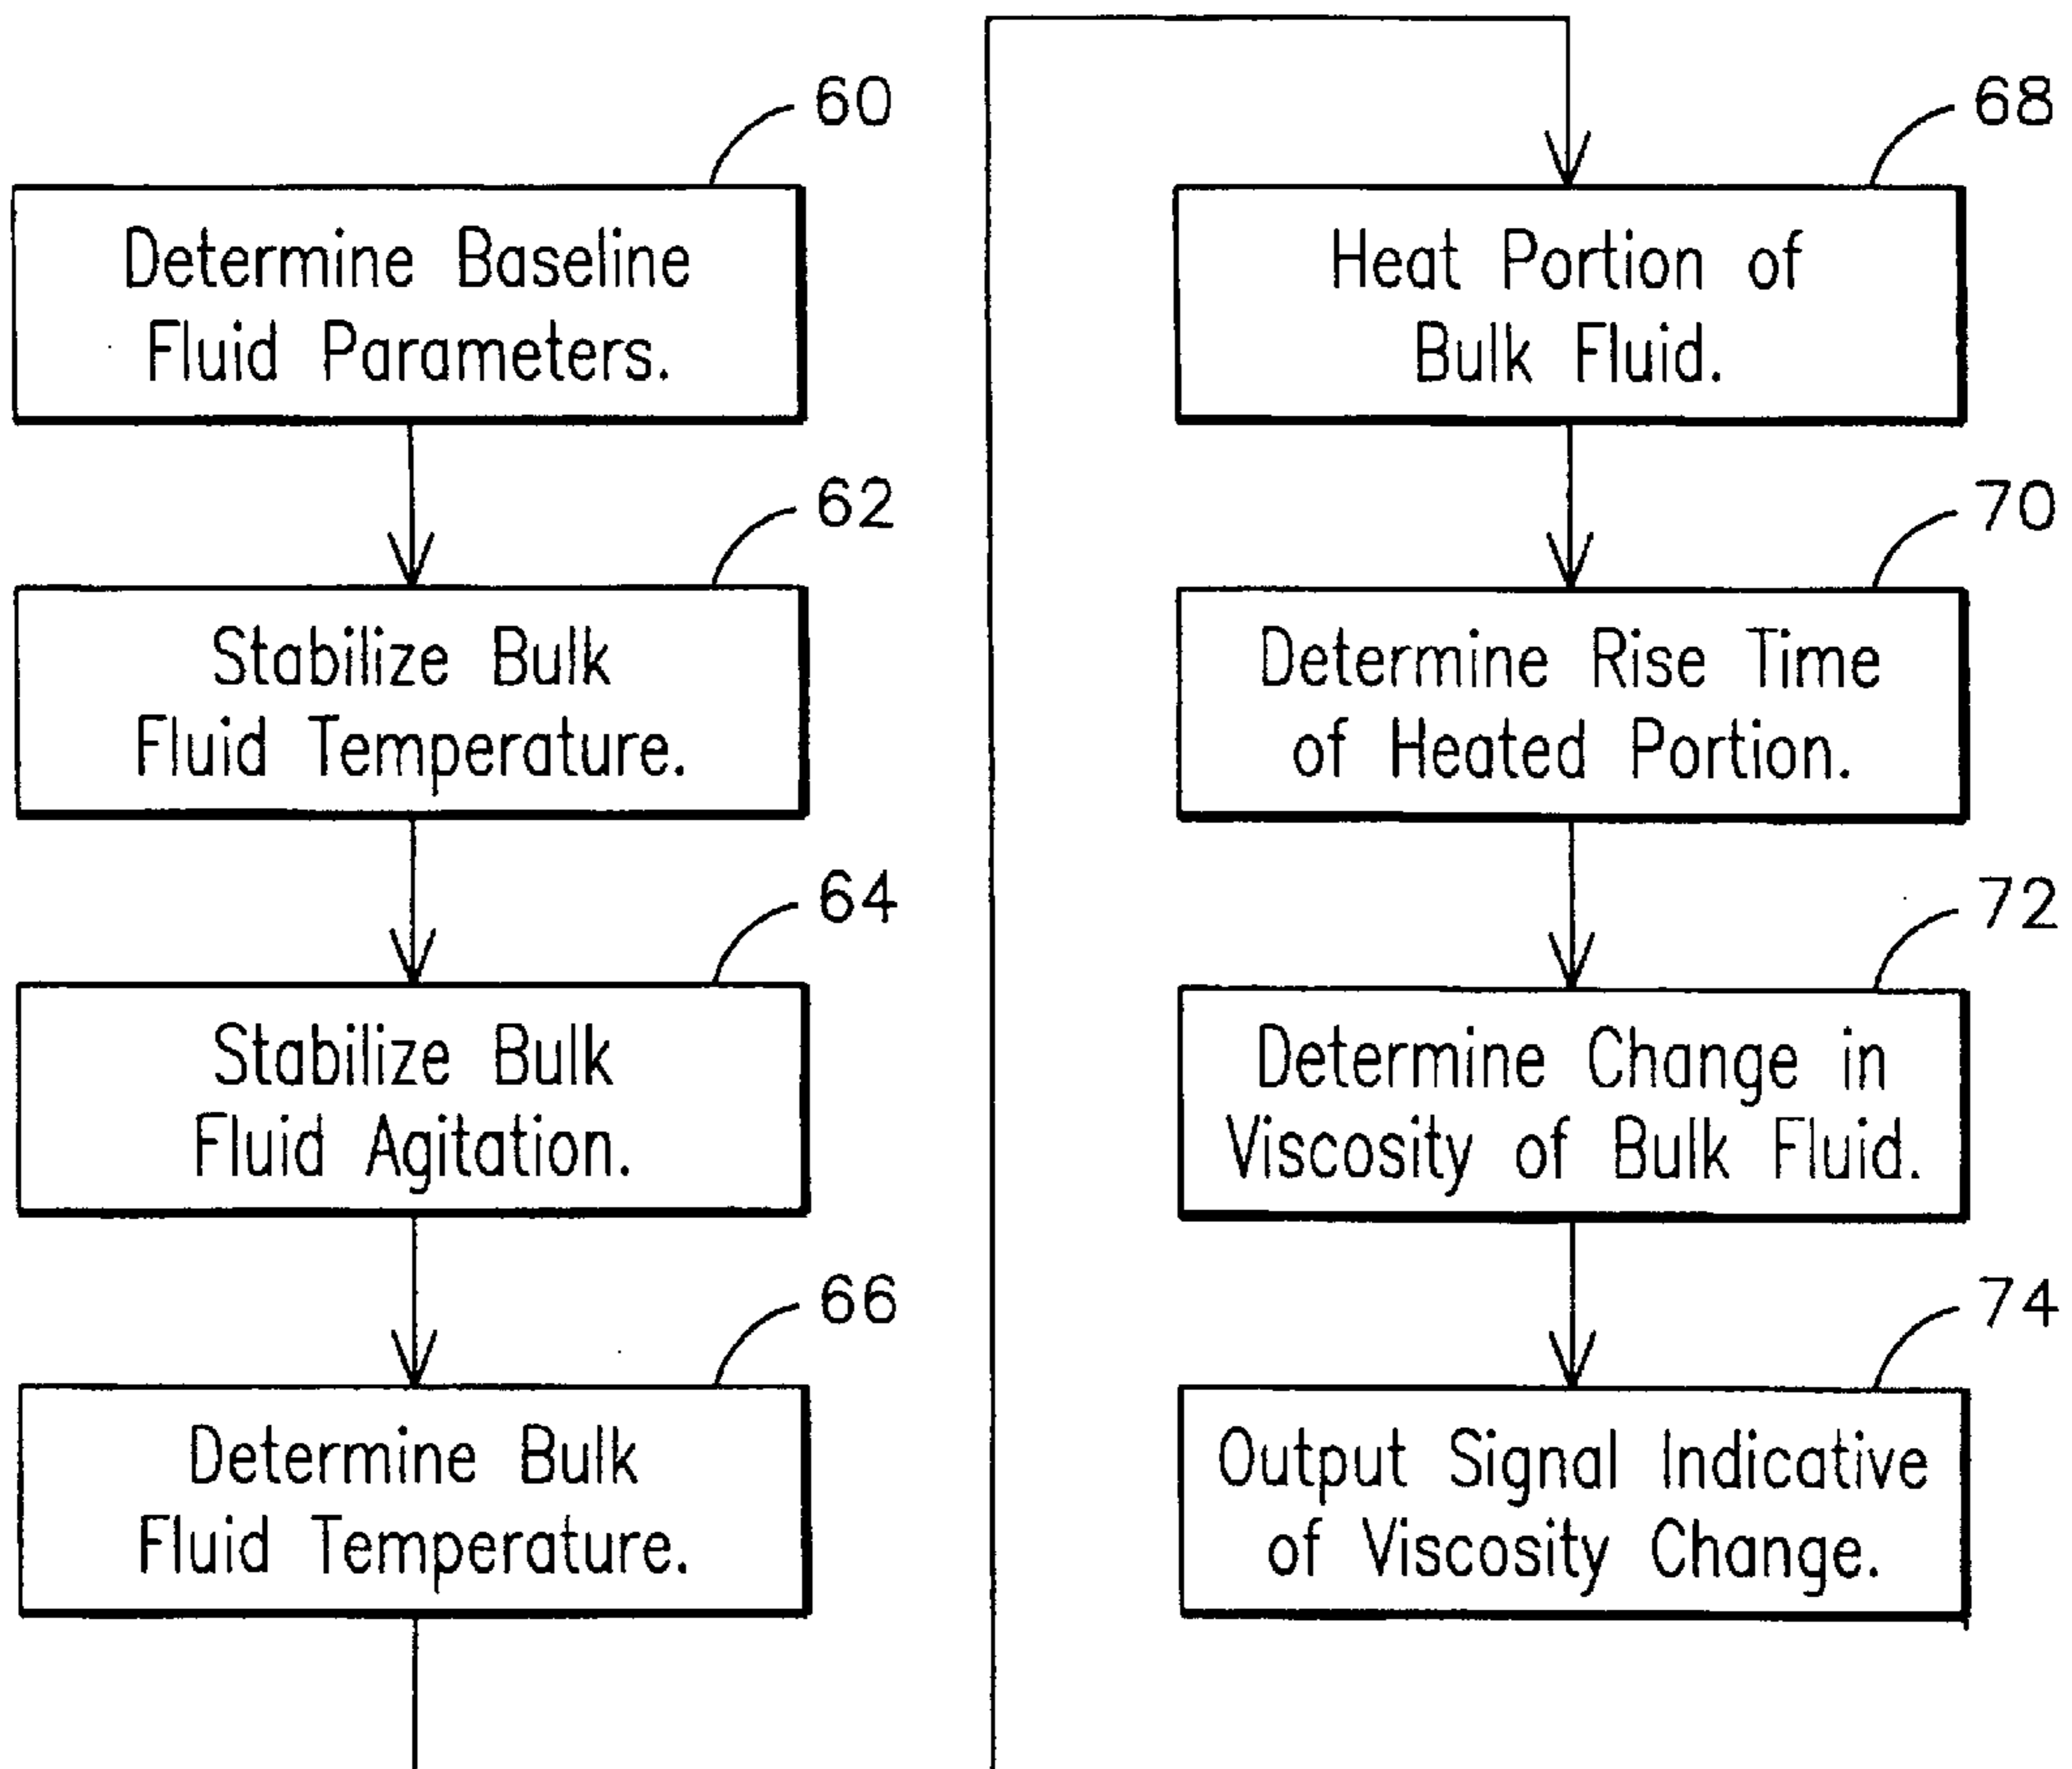 60
Determine Baseline
Fluid Parameters.
62
Stabilize Bulk
Fluid Temperature.
64
Stabilize Bulk
Fluid Agitation.
66
Determine Bulk
Fluid Temperature.
68
Heat Portion of
Bulk Fluid.
70
Determine Rise Time
of Heated Portion.
72
Determine Change in
Viscosity of Bulk Fluid.
74
Output Signal Indicative
of Viscosity Change.